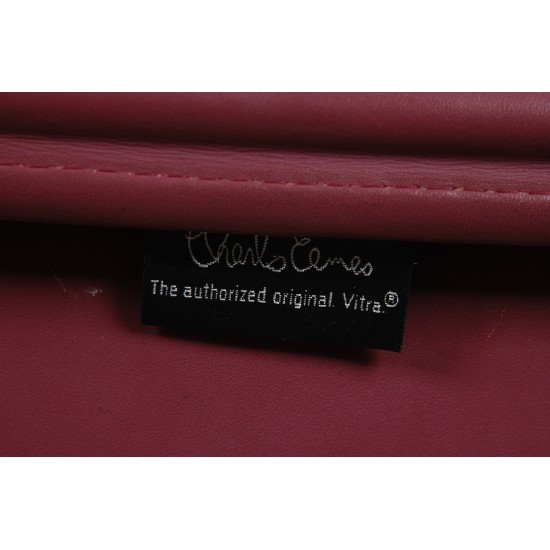 Charles Eames
The authorized original. Vitra.®